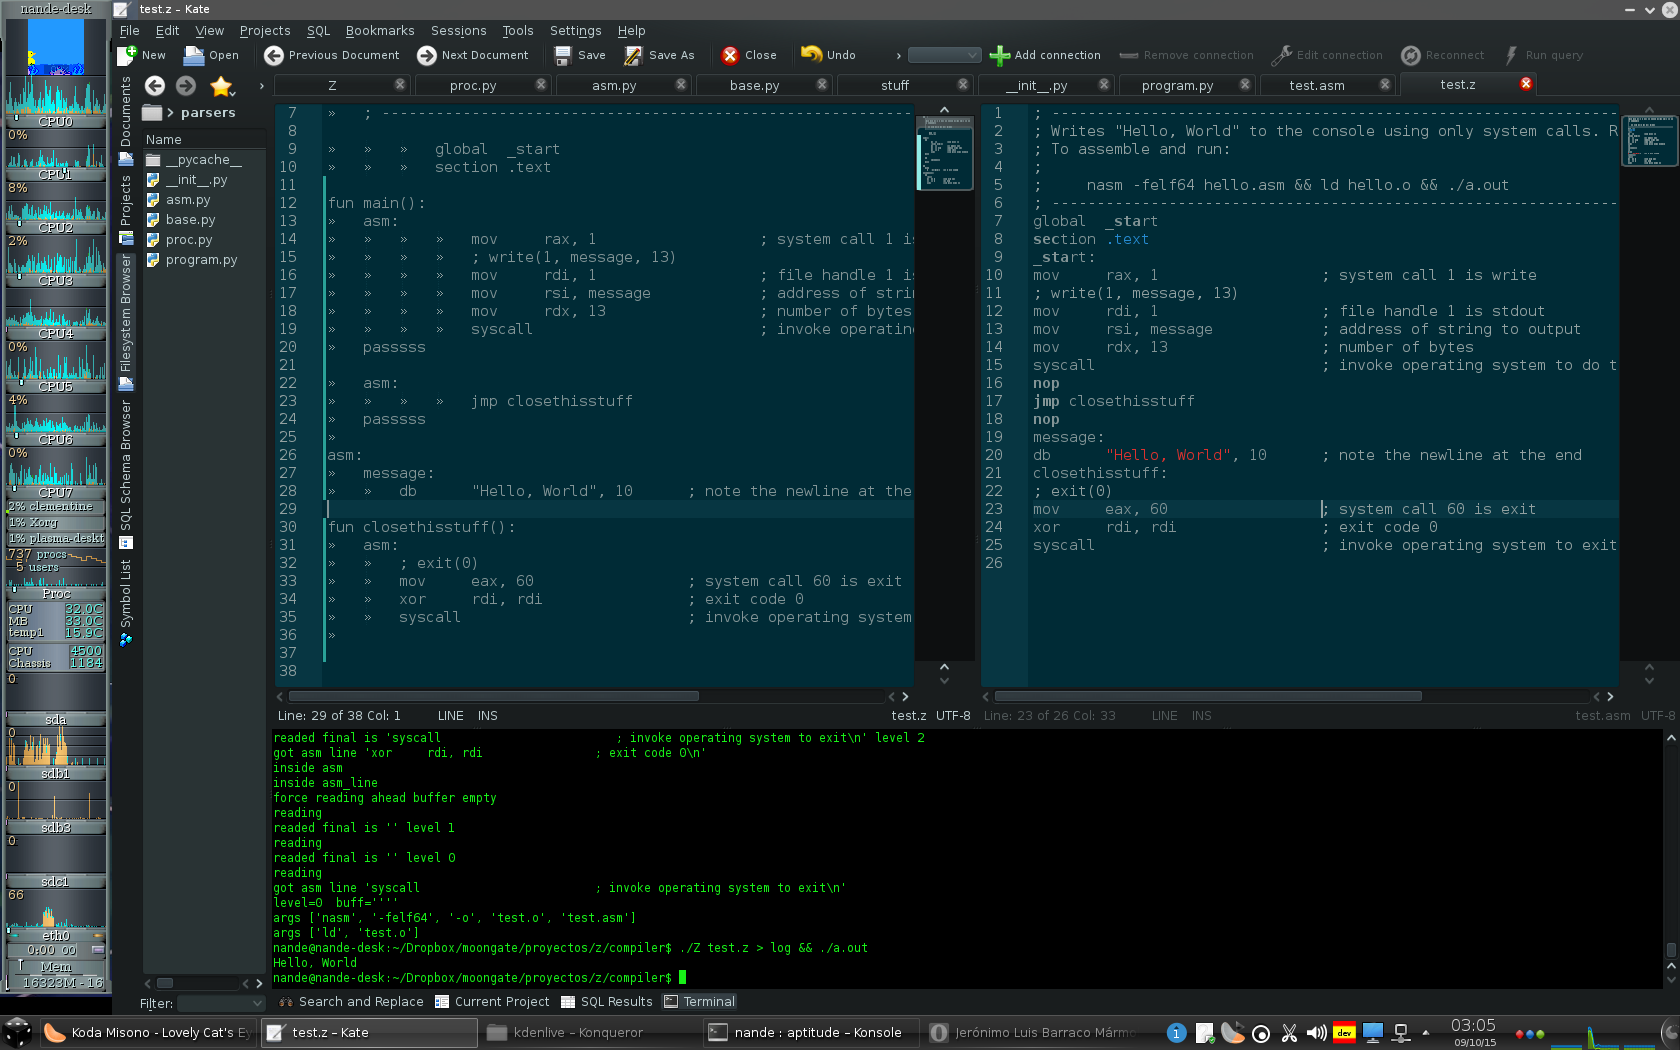 nande-desk
test.z – Kate
File Edit View Projects SQL Bookmarks Sessions Tools Settings Help
New Open Previous Document Next Document Save Save As Close Undo Add connection Remove connection Edit connection Reconnect Run query
Z proc.py asm.py base.py stuff __init__.py program.py test.asm test.z
Documents
Projects
Filesystem Browser
SQL Schema Browser
Symbol List
parsers
Name
__pycache__
__init__.py
asm.py
base.py
proc.py
program.py
Filter:
CPU0
0%
CPU1
8%
CPU2
2%
CPU3
CPU4
0%
CPU5
4%
CPU6
0%
CPU7
2% clementine
1% Xorg
1% plasma-deskt
737 procs
5 users
Proc
CPU 32.0C
MB 33.0C
temp1 15.9C
CPU 4500
Chassis 1184
0
sda
0
sdb1
0
sdb3
0
sdc1
66
eth0
0:00 00
Mem
16323M - 16
7 » ; -----------------------------------------------------------
8
9 » » » global _start
10 » » » section .text
11
12 fun main():
13 » asm:
14 » » » » mov rax, 1 ; system call 1 i
15 » » » » ; write(1, message, 13)
16 » » » » mov rdi, 1 ; file handle 1 i
17 » » » » mov rsi, message ; address of stri
18 » » » » mov rdx, 13 ; number of bytes
19 » » » » syscall ; invoke operatin
20 » passsss
21
22 » asm:
23 » » » » jmp closethisstuff
24 » passsss
25 »
26 asm:
27 » message:
28 » » db "Hello, World", 10 ; note the newline at the
29
30 fun closethisstuff():
31 » asm:
32 » » ; exit(0)
33 » » mov eax, 60 ; system call 60 is exit
34 » » xor rdi, rdi ; exit code 0
35 » » syscall ; invoke operating system
36 »
37
38
Line: 29 of 38 Col: 1 LINE INS test.z UTF-8
1 ; ---------------------------------------------------------------
2 ; Writes "Hello, World" to the console using only system calls. R
3 ; To assemble and run:
4 ;
5 ; nasm -felf64 hello.asm && ld hello.o && ./a.out
6 ; ---------------------------------------------------------------
7 global _start
8 section .text
9 _start:
10 mov rax, 1 ; system call 1 is write
11 ; write(1, message, 13)
12 mov rdi, 1 ; file handle 1 is stdout
13 mov rsi, message ; address of string to output
14 mov rdx, 13 ; number of bytes
15 syscall ; invoke operating system to do t
16 nop
17 jmp closethisstuff
18 nop
19 message:
20 db "Hello, World", 10 ; note the newline at the end
21 closethisstuff:
22 ; exit(0)
23 mov eax, 60 ; system call 60 is exit
24 xor rdi, rdi ; exit code 0
25 syscall ; invoke operating system to exit
26
Line: 23 of 26 Col: 33 LINE INS test.asm UTF-8
readed final is 'syscall ; invoke operating system to exit\n' level 2
got asm line 'xor rdi, rdi ; exit code 0\n'
inside asm
inside asm_line
force reading ahead buffer empty
reading
readed final is '' level 1
reading
readed final is '' level 0
reading
got asm line 'syscall ; invoke operating system to exit\n'
level=0 buff=''''
args ['nasm', '-felf64', '-o', 'test.o', 'test.asm']
args ['ld', 'test.o']
nande@nande-desk:~/Dropbox/moongate/proyectos/z/compiler$ ./Z test.z > log && ./a.out
Hello, World
nande@nande-desk:~/Dropbox/moongate/proyectos/z/compiler$
Search and Replace Current Project SQL Results Terminal
Koda Misono - Lovely Cat's Ey test.z – Kate kdenlive – Konqueror nande : aptitude – Konsole Jerónimo Luis Barraco Mármo 1 dev 03:05
09/10/15